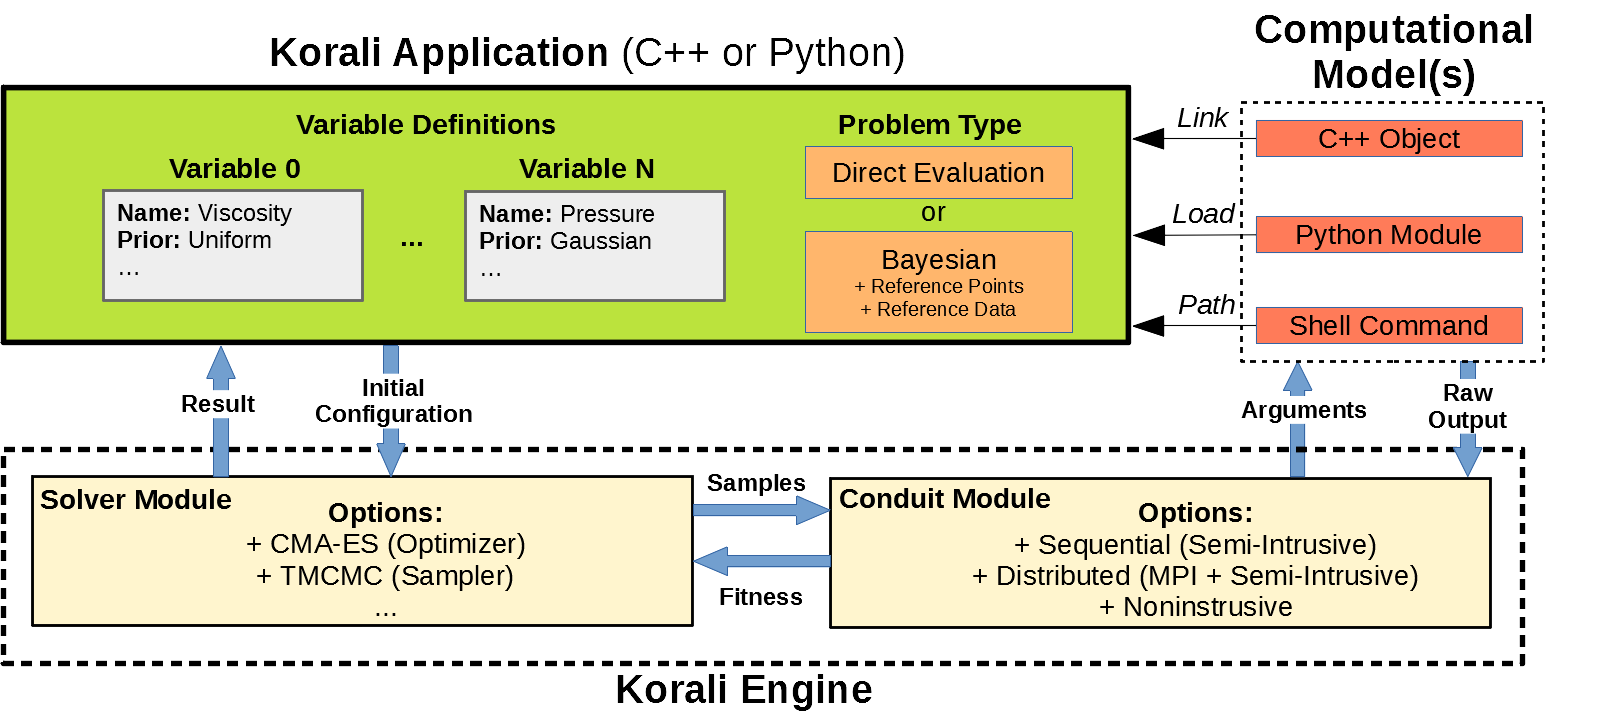 Korali Application (C++ or Python)
Computational
Model(s)
Variable Definitions
Variable 0
Name: Viscosity
Prior: Uniform
...
...
Variable N
Name: Pressure
Prior: Gaussian
...
Problem Type
Direct Evaluation
or
Bayesian
+ Reference Points
+ Reference Data
Link
C++ Object
Load
Python Module
Path
Shell Command
Result
Initial
Configuration
Arguments
Raw
Output
Solver Module
Options:
+ CMA-ES (Optimizer)
+ TMCMC (Sampler)
...
Samples
Fitness
Conduit Module
Options:
+ Sequential (Semi-Intrusive)
+ Distributed (MPI + Semi-Intrusive)
+ Noninstrusive
Korali Engine